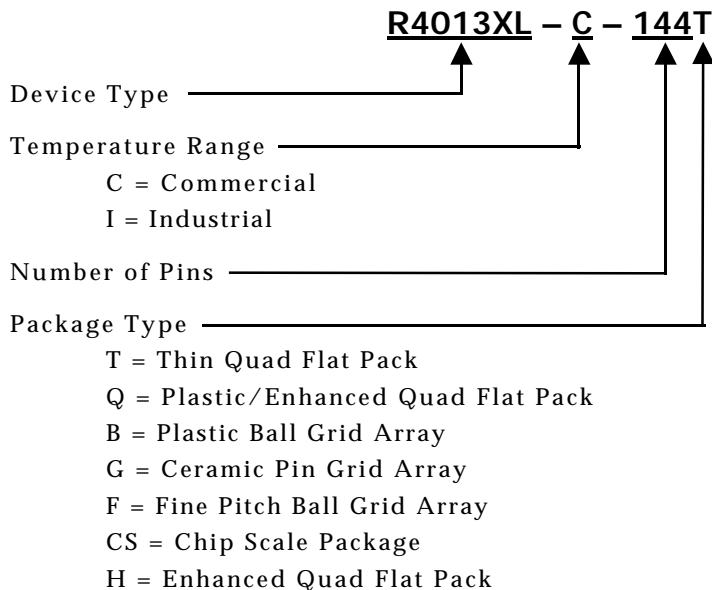 R4013XL – C – 144T
Device Type
Temperature Range
C = Commercial
I = Industrial
Number of Pins
Package Type
T = Thin Quad Flat Pack
Q = Plastic/Enhanced Quad Flat Pack
B = Plastic Ball Grid Array
G = Ceramic Pin Grid Array
F = Fine Pitch Ball Grid Array
CS = Chip Scale Package
H = Enhanced Quad Flat Pack